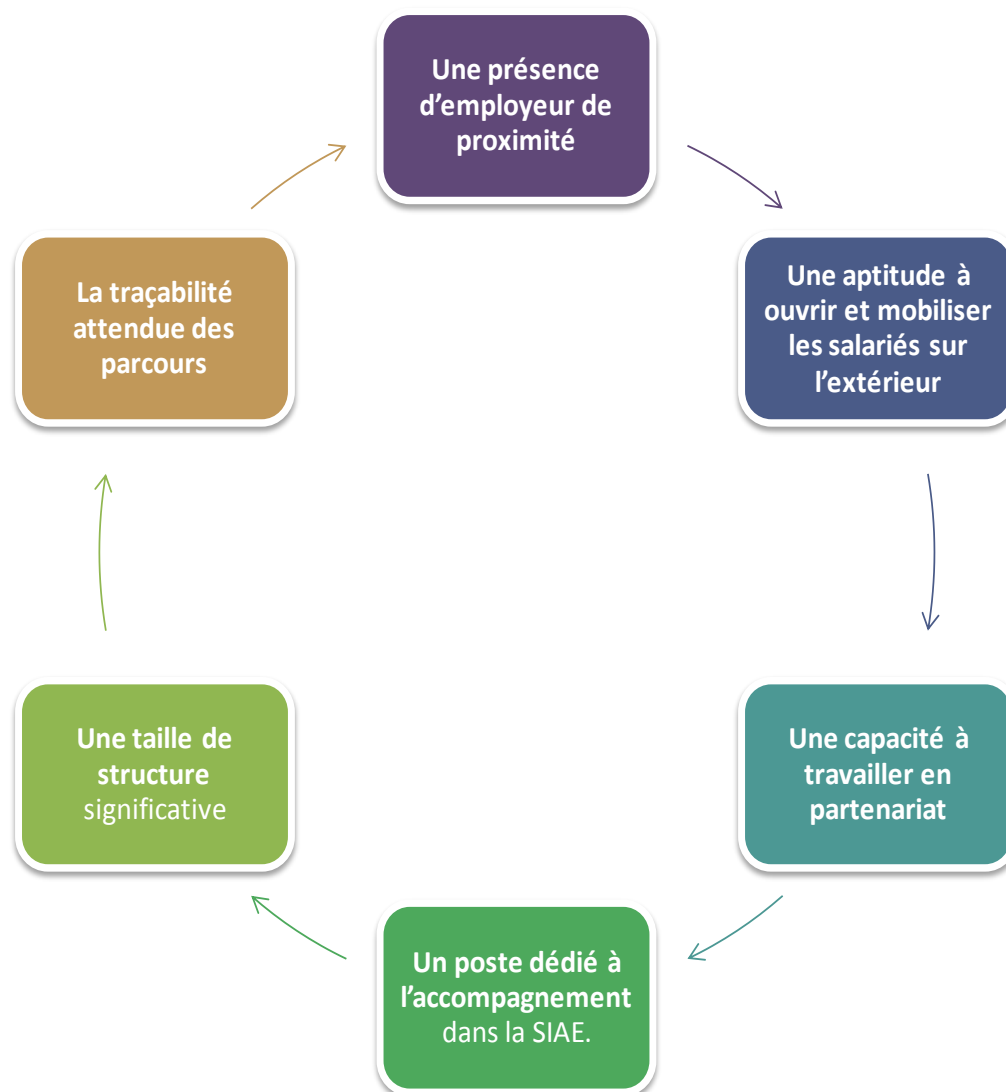 Une présence
d’employeur de
proximité
Une aptitude à
ouvrir et mobiliser
les salariés sur
l’extérieur
Une capacité à
travailler en
partenariat
Un poste dédié à
l’accompagnement
dans la SIAE.
Une taille de
structure
significative
La traçabilité
attendue des
parcours